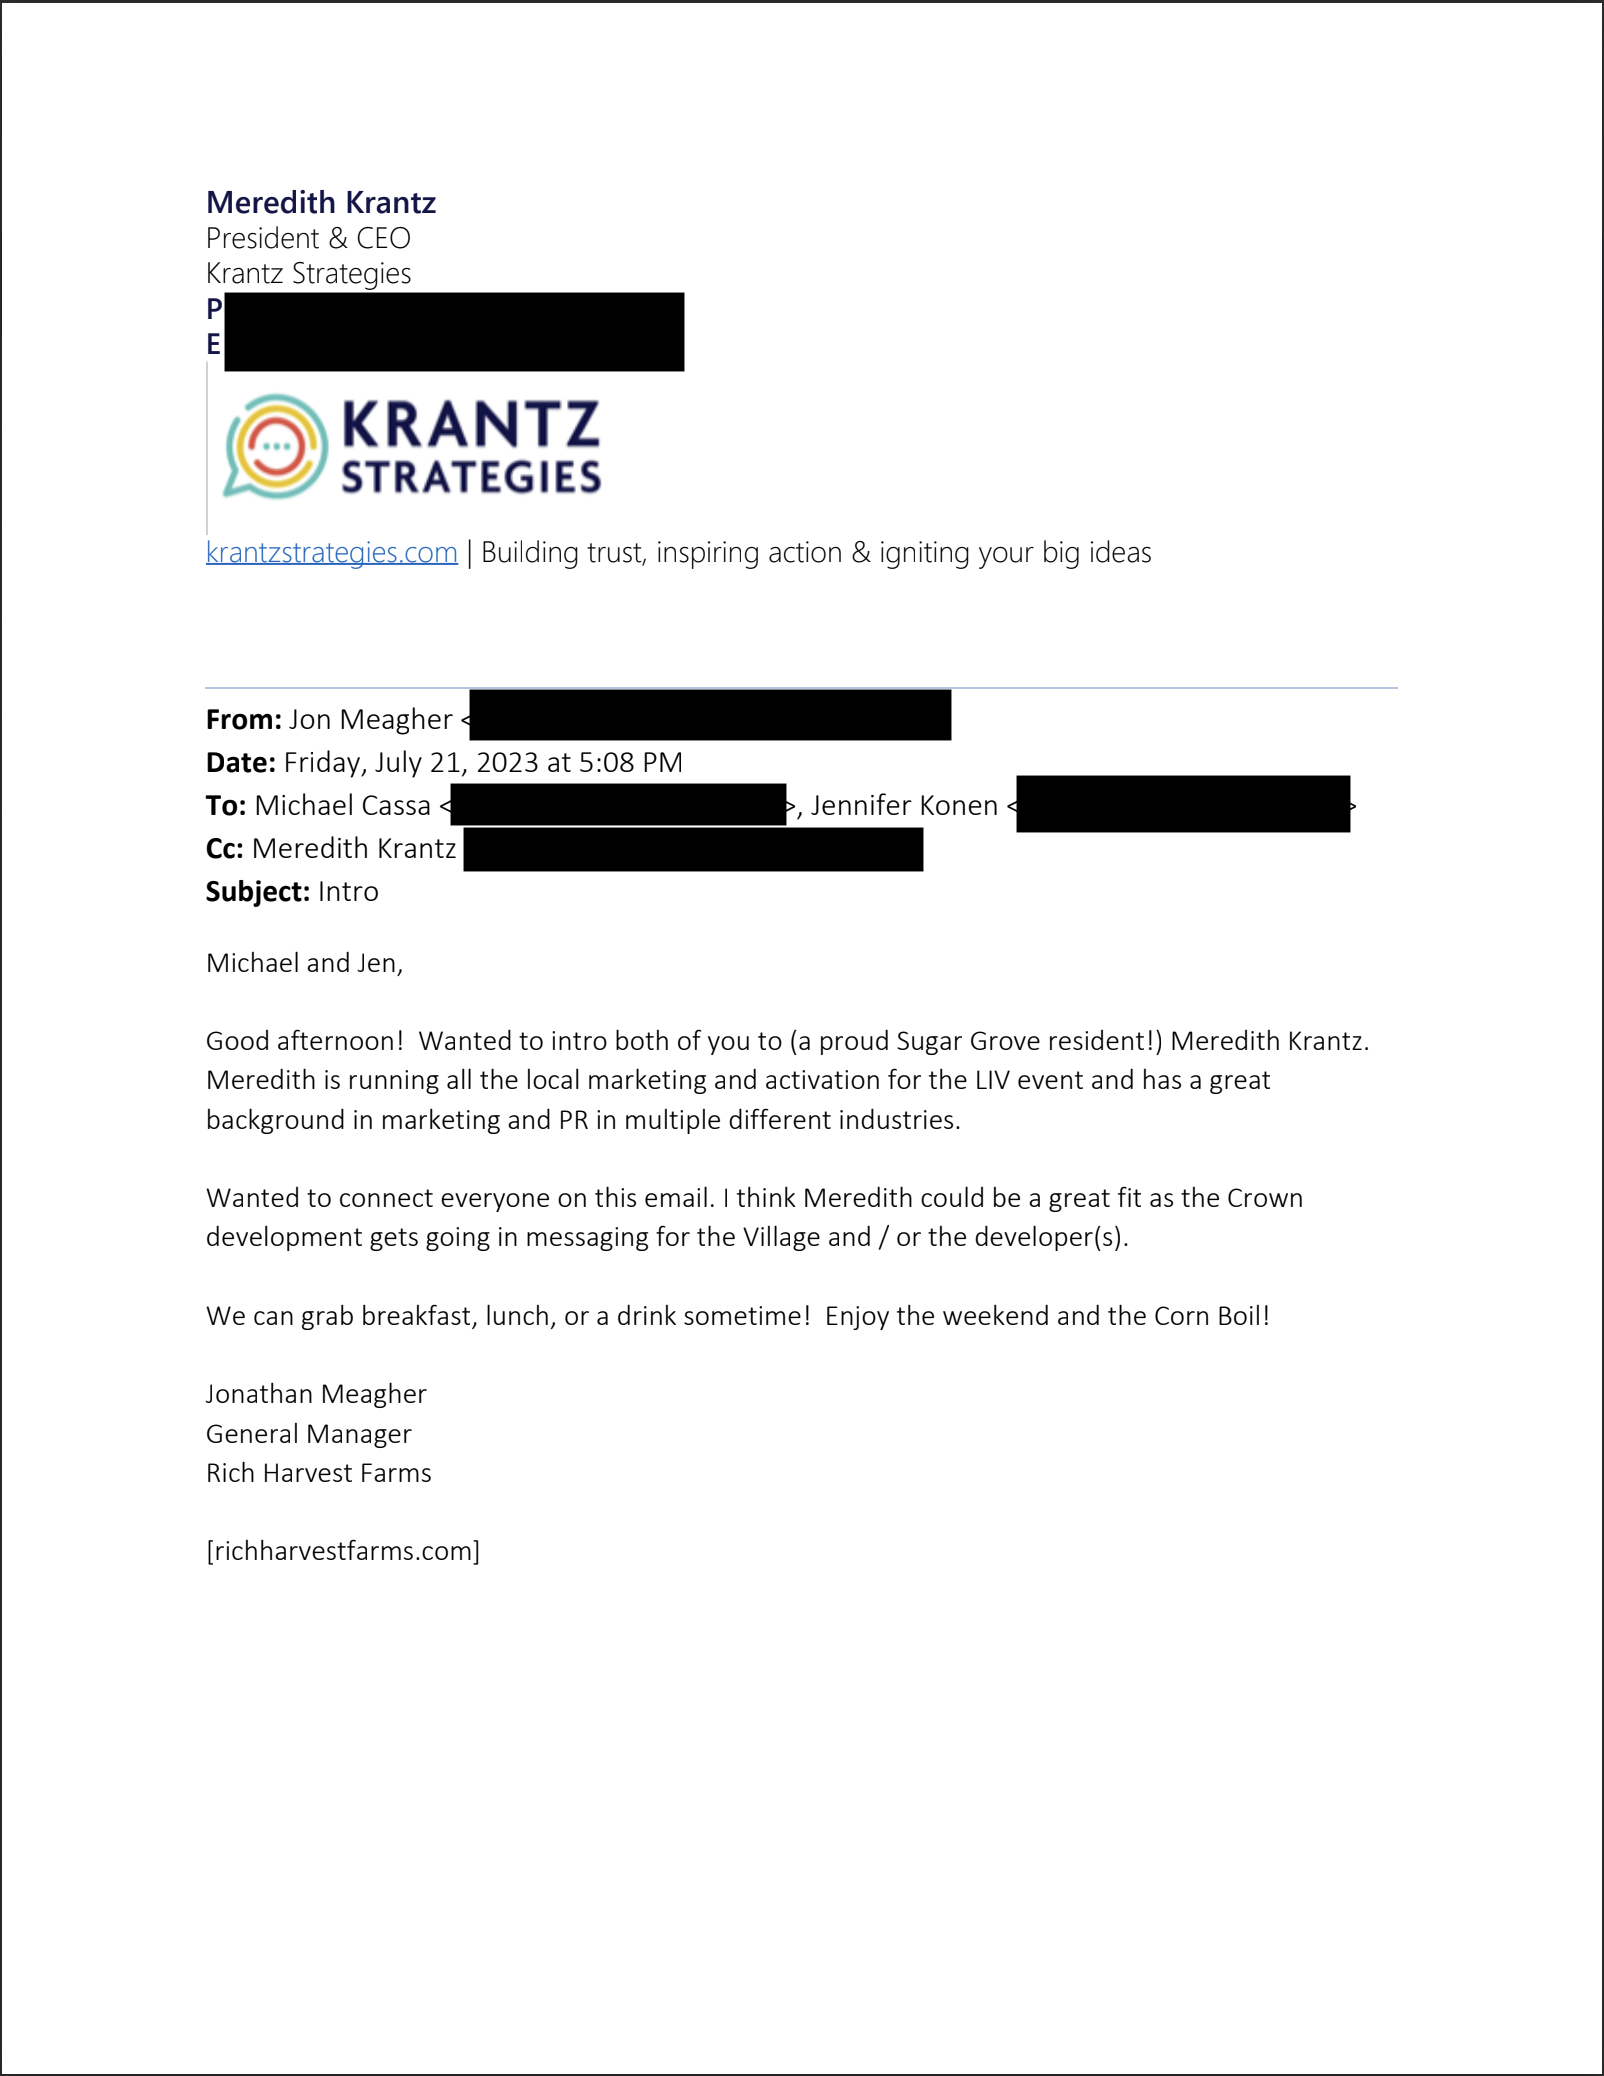 Meredith Krantz
President & CEO
Krantz Strategies
P
E
KRANTZ
STRATEGIES
krantzstrategies.com | Building trust, inspiring action & igniting your big ideas
From: Jon Meagher <
Date: Friday, July 21, 2023 at 5:08 PM
To: Michael Cassa < >, Jennifer Konen < >
Cc: Meredith Krantz
Subject: Intro
Michael and Jen,
Good afternoon!  Wanted to intro both of you to (a proud Sugar Grove resident!) Meredith Krantz.
Meredith is running all the local marketing and activation for the LIV event and has a great
background in marketing and PR in multiple different industries.
Wanted to connect everyone on this email. I think Meredith could be a great fit as the Crown
development gets going in messaging for the Village and / or the developer(s).
We can grab breakfast, lunch, or a drink sometime!  Enjoy the weekend and the Corn Boil!
Jonathan Meagher
General Manager
Rich Harvest Farms
[richharvestfarms.com]